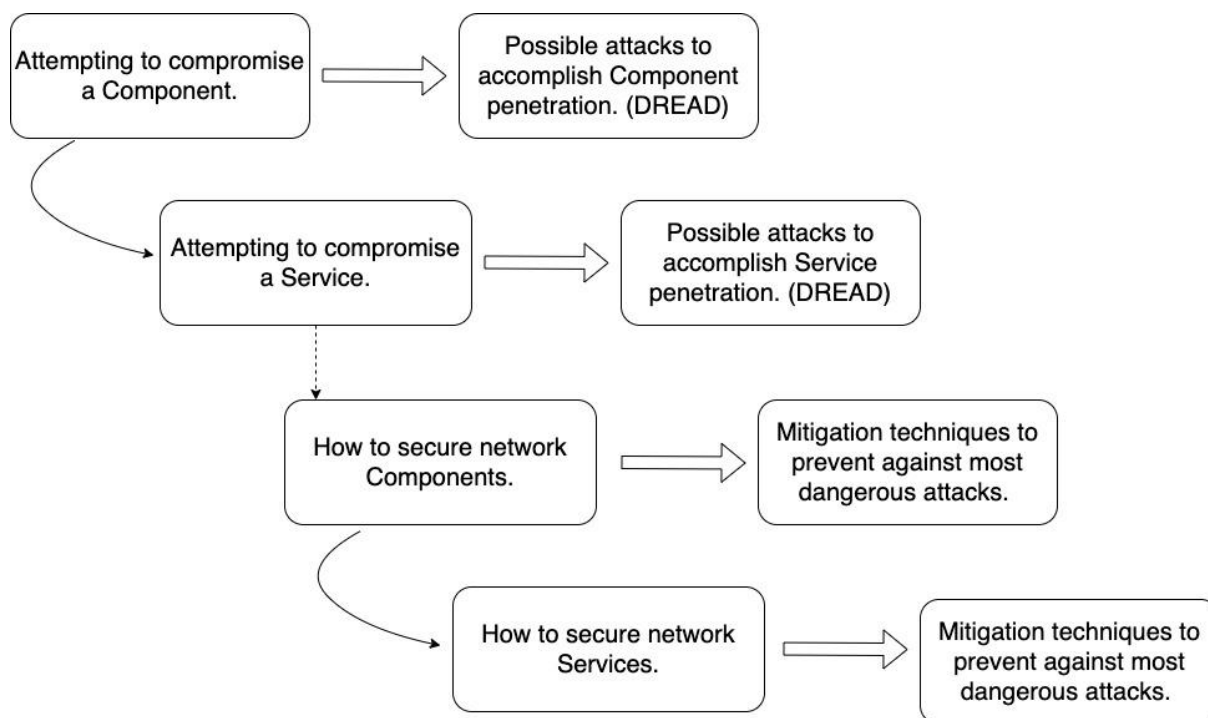 Attempting to compromise
a Component.
Possible attacks to
accomplish Component
penetration. (DREAD)
Attempting to compromise
a Service.
Possible attacks to
accomplish Service
penetration. (DREAD)
How to secure network
Components.
Mitigation techniques to
prevent against most
dangerous attacks.
How to secure network
Services.
Mitigation techniques to
prevent against most
dangerous attacks.